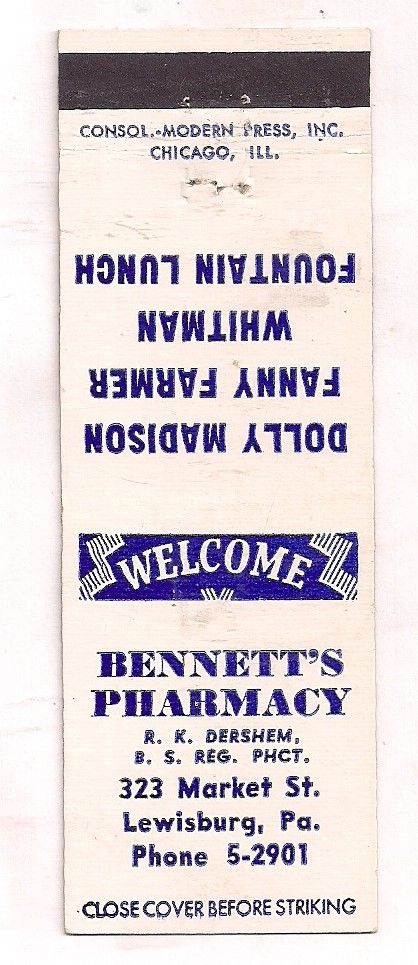 CONSOL.-MODERN PRESS, INC.
CHICAGO, ILL.
DOLLY MADISON
FANNY FARMER
WHITMAN
FOUNTAIN LUNCH
WELCOME
BENNETT'S
PHARMACY
R. K. DERSHEM,
B. S. REG. PHCT.
323 Market St.
Lewisburg, Pa.
Phone 5-2901
CLOSE COVER BEFORE STRIKING